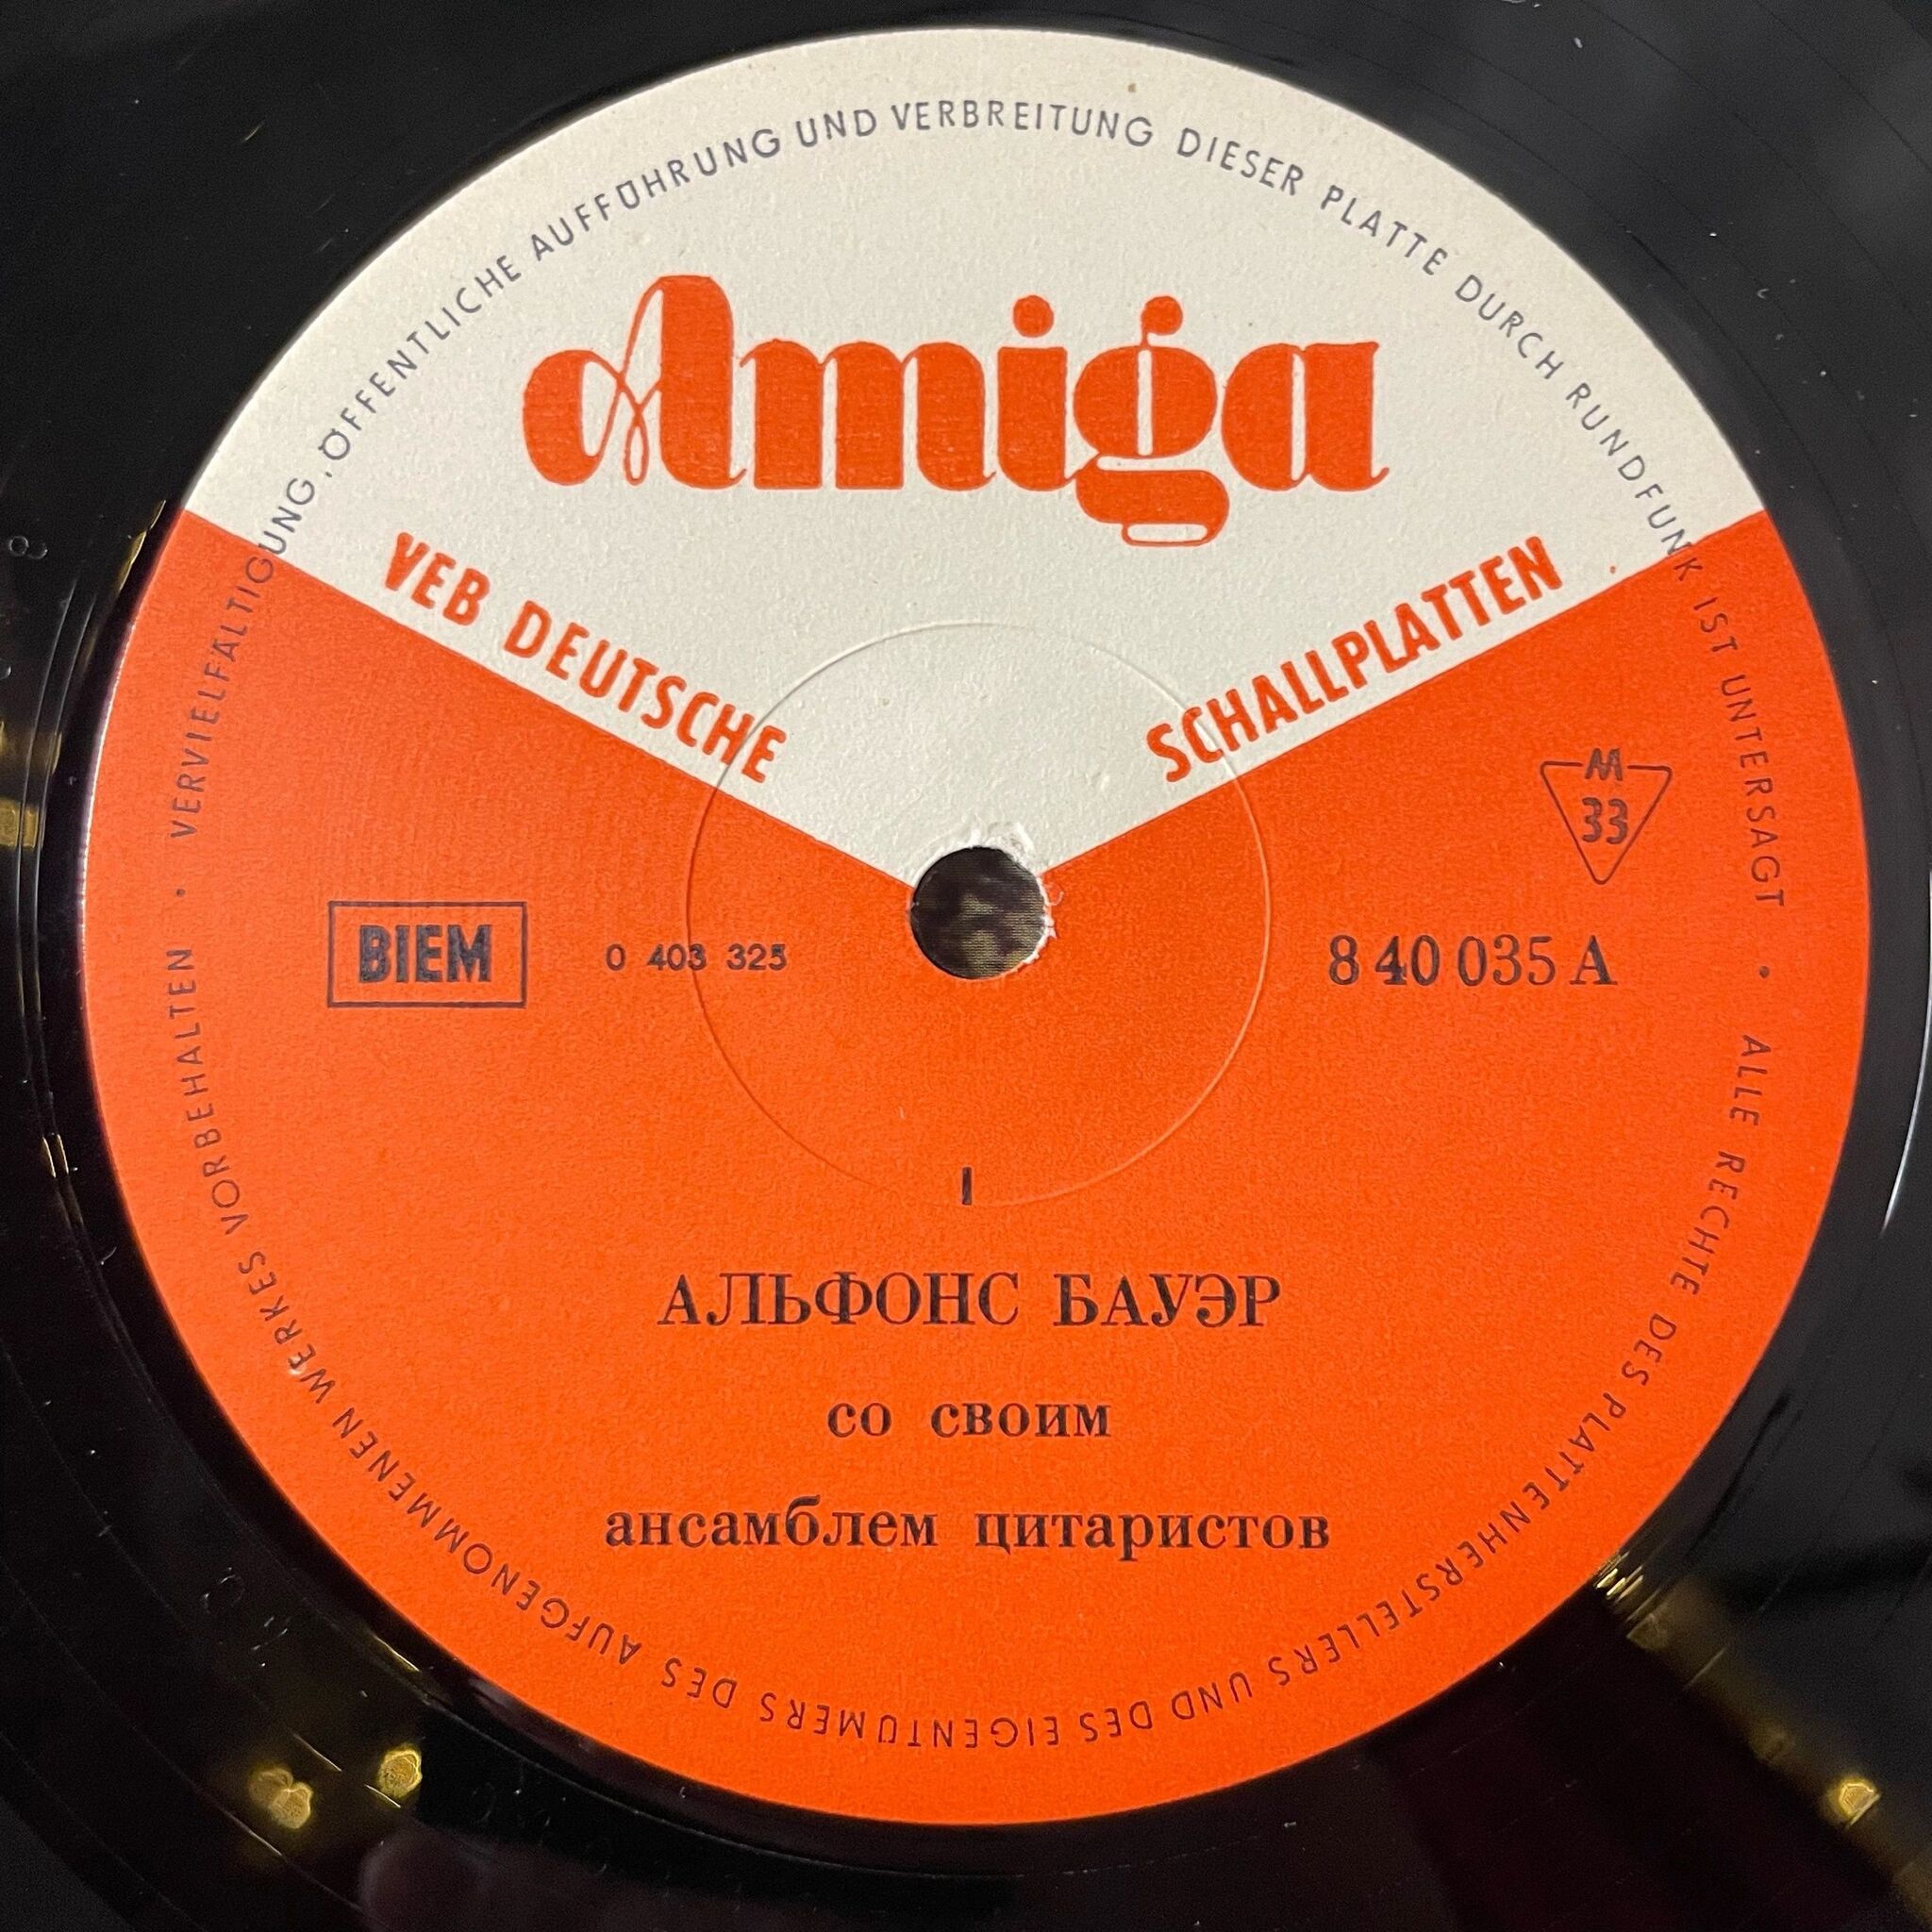 VERVIELFÄLTIGUNG, ÖFFENTLICHE AUFFÜHRUNG UND VERBREITUNG DIESER PLATTE DURCH RUNDFUNK IST UNTERSAGT • ALLE RECHTE DES PLATTENHERSTELLERS UND DES EIGENTÜMERS DES AUFGENOMMENEN WERKES VORBEHALTEN •
Amiga
VEB DEUTSCHE SCHALLPLATTEN
M
33
BIEM 0 403 325 8 40 035 A
I
АЛЬФОНС БАУЭР
со своим
ансамблем цитаристов